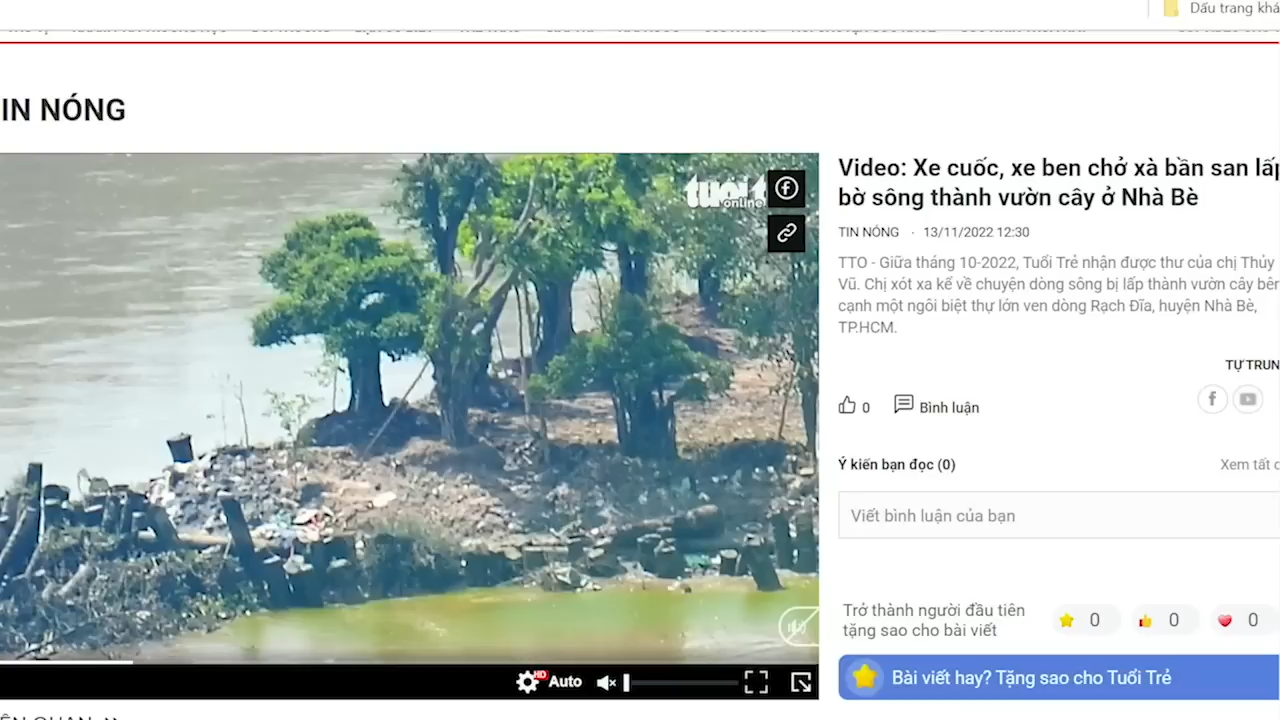 Dấu trang khá
IN NÓNG
tuoi t
online
Video: Xe cuốc, xe ben chở xà bần san lấp
bờ sông thành vườn cây ở Nhà Bè
TIN NÓNG · 13/11/2022 12:30
TTO - Giữa tháng 10-2022, Tuổi Trẻ nhận được thư của chị Thủy
Vũ. Chị xót xa kể về chuyện dòng sông bị lấp thành vườn cây bên
cạnh một ngôi biệt thự lớn ven dòng Rạch Đĩa, huyện Nhà Bè,
TP.HCM.
TỰ TRUN
0 Bình luận
Ý kiến bạn đọc (0)
Xem tất c
Viết bình luận của bạn
Trở thành người đầu tiên
tặng sao cho bài viết
0 0 0
HD Auto
Bài viết hay? Tặng sao cho Tuổi Trẻ